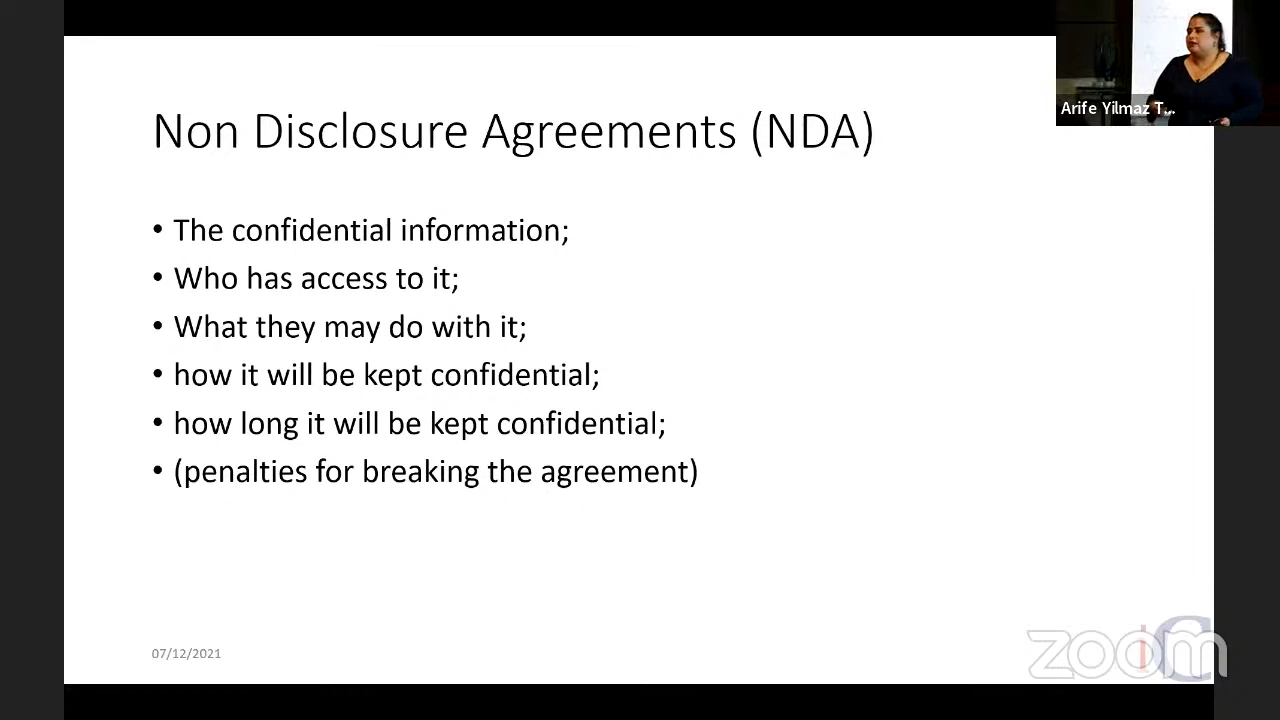 Arife Yilmaz T...
Non Disclosure Agreements (NDA)
• The confidential information;
• Who has access to it;
• What they may do with it;
• how it will be kept confidential;
• how long it will be kept confidential;
• (penalties for breaking the agreement)
07/12/2021
zoom